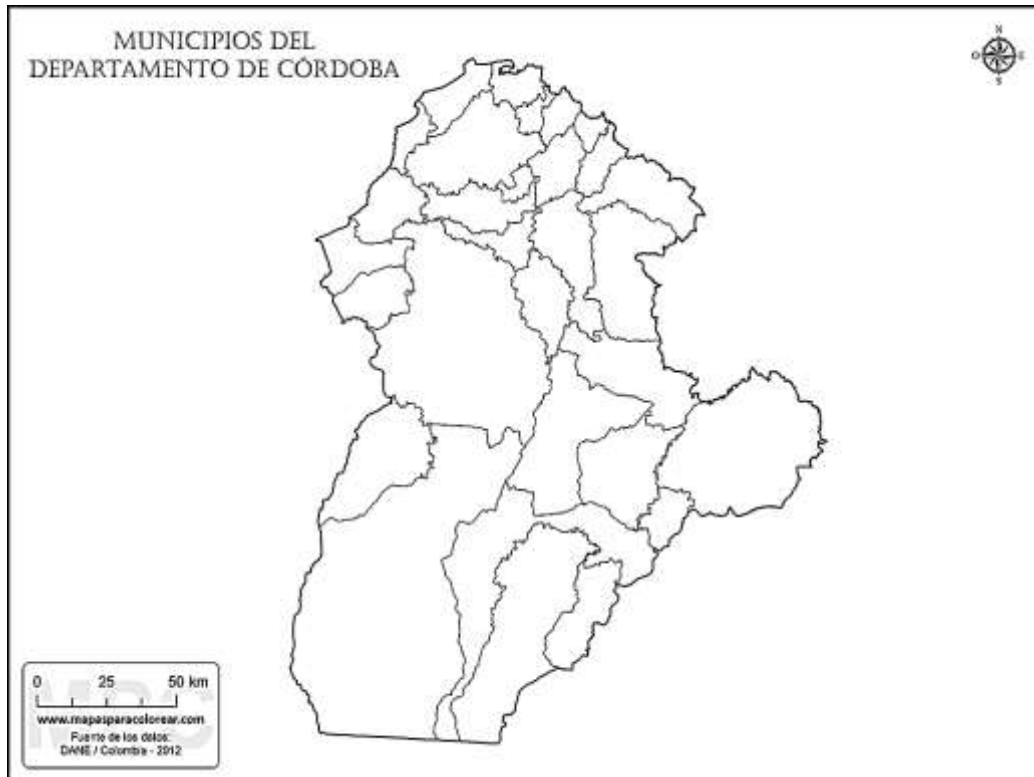 MUNICIPIOS DEL
DEPARTAMENTO DE CÓRDOBA
N
O E
S
0 25 50 km
MPC
www.mapasparacolorear.com
Fuente de los datos:
DANE / Colombia - 2012